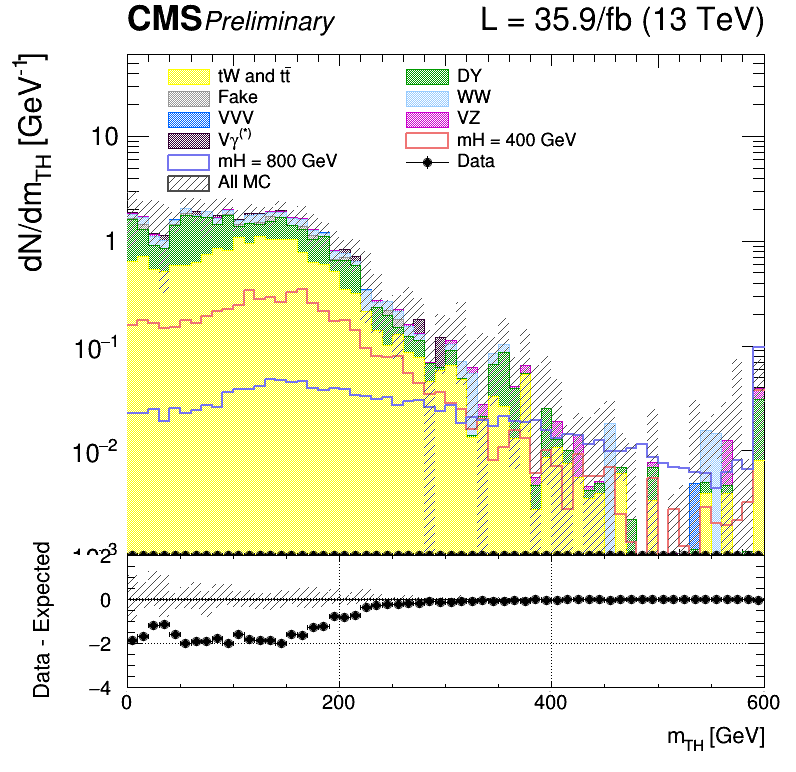 CMS Preliminary L = 35.9/fb (13 TeV)
dN/dm_TH [GeV⁻¹]
tW and tt̄ DY
Fake WW
VVV VZ
Vγ⁽*⁾ mH = 400 GeV
mH = 800 GeV Data
All MC
10
1
10⁻¹
10⁻²
Data - Expected
2
0
−2
−4
0 200 400 600
m_TH [GeV]